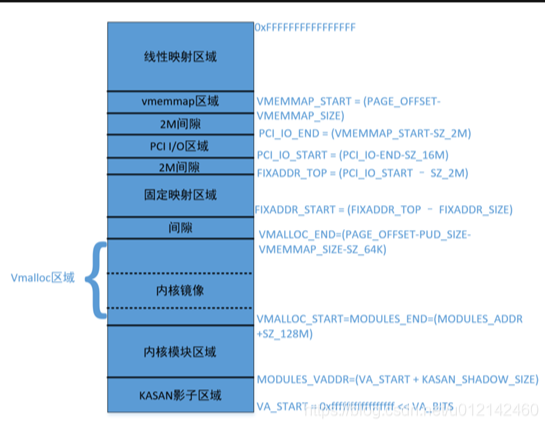 0xFFFFFFFFFFFFFFFF
线性映射区域
vmemmap区域
VMEMMAP_START = (PAGE_OFFSET-
VMEMMAP_SIZE)
2M间隙
PCI_IO_END = (VMEMMAP_START-SZ_2M)
PCI I/O区域
PCI_IO_START = (PCI_IO-END-SZ_16M)
2M间隙
FIXADDR_TOP = (PCI_IO_START – SZ_2M)
固定映射区域
FIXADDR_START = (FIXADDR_TOP – FIXADDR_SIZE)
间隙
VMALLOC_END=(PAGE_OFFSET-PUD_SIZE-
VMEMMAP_SIZE-SZ_64K)
Vmalloc区域
内核镜像
VMALLOC_START=MODULES_END=(MODULES_ADDR
+SZ_128M)
内核模块区域
MODULES_VADDR=(VA_START + KASAN_SHADOW_SIZE)
KASAN影子区域
VA_START = 0xffffffffffffffff << VA_BITS